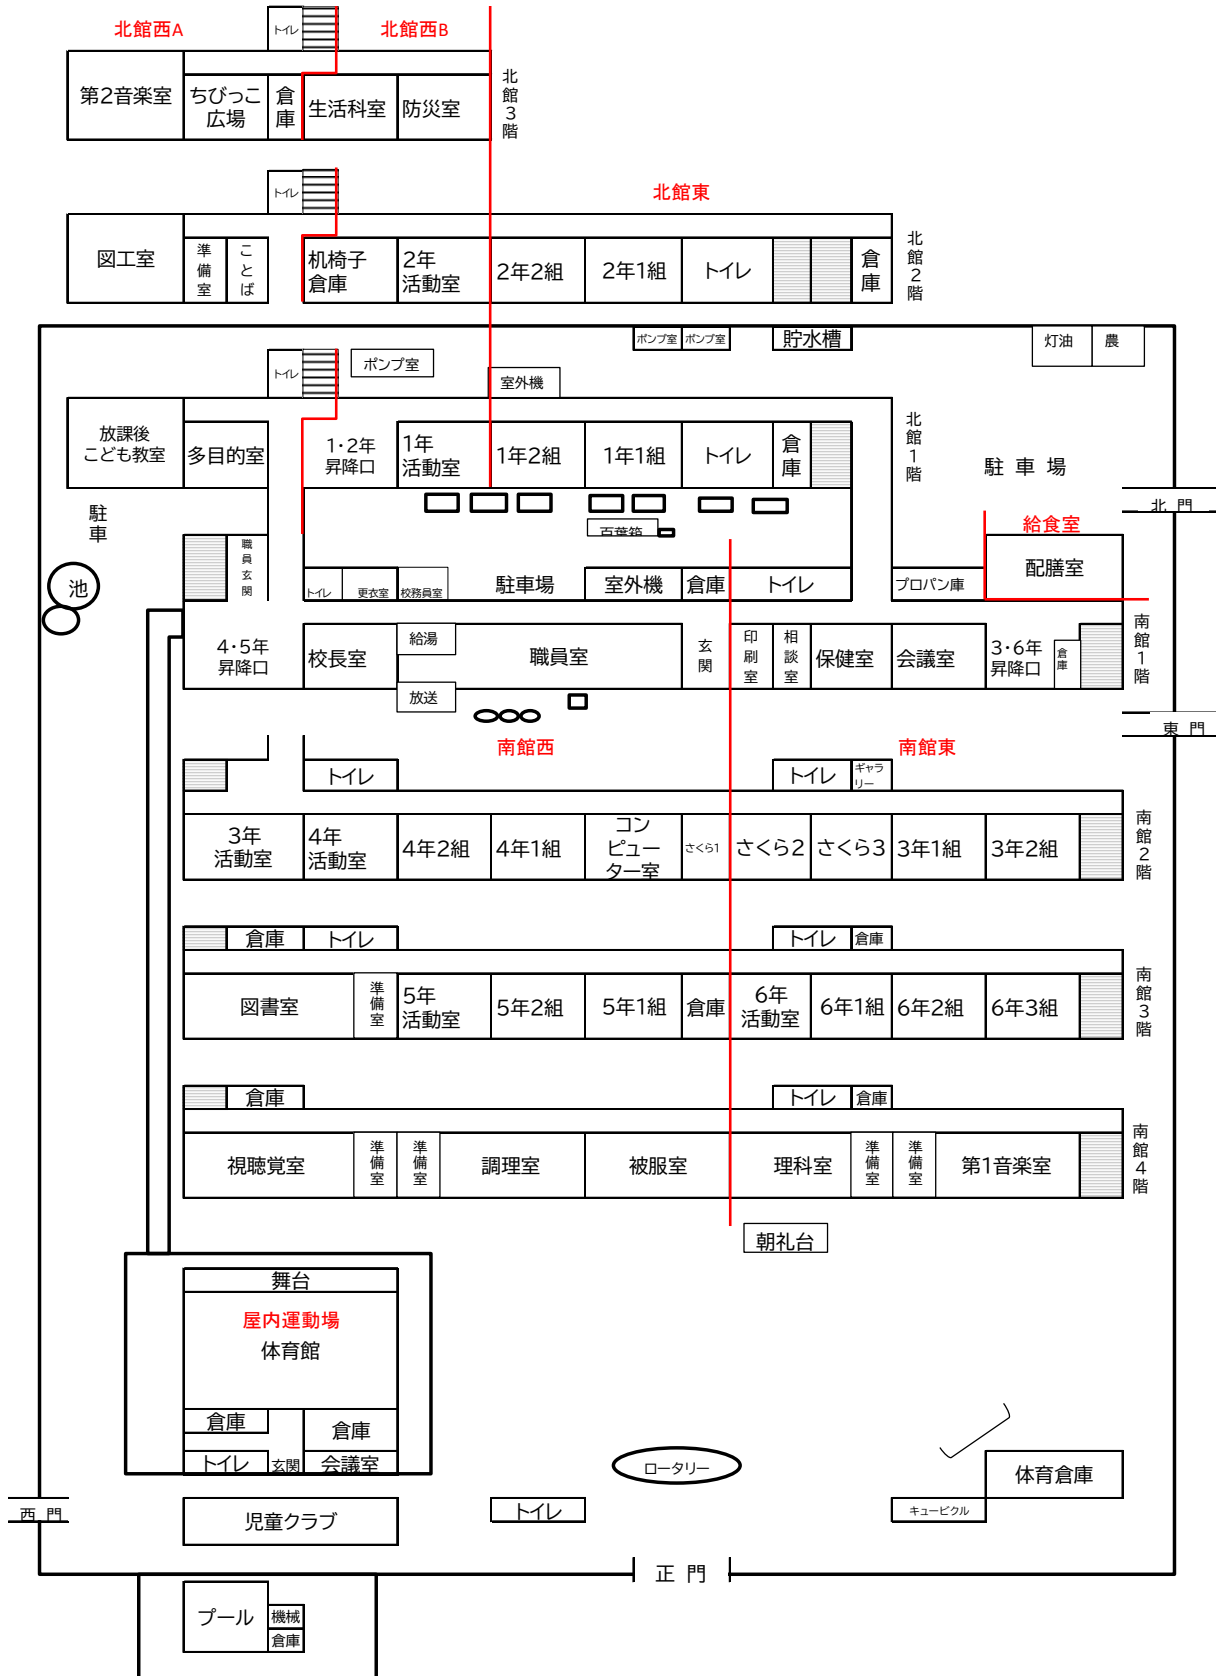 北館西A
トイレ
北館西B
第2音楽室
ちびっこ
広場
倉庫
生活科室
防災室
北館3階
トイレ
北館東
図工室
準備室
ことば
机椅子
倉庫
2年
活動室
2年2組
2年1組
トイレ
倉庫
北館2階
ポンプ室
ポンプ室
貯水槽
灯油
農
トイレ
ポンプ室
室外機
放課後
こども教室
多目的室
1・2年
昇降口
1年
活動室
1年2組
1年1組
トイレ
倉庫
北館1階
駐車場
北門
駐車
百葉箱
給食室
職員玄関
池
トイレ
更衣室
校務員室
駐車場
室外機
倉庫
トイレ
プロパン庫
配膳室
4・5年
昇降口
校長室
給湯
職員室
玄関
印刷室
相談室
保健室
会議室
3・6年
昇降口
倉庫
南館1階
放送
東門
南館西
南館東
トイレ
トイレ
ギャラ
リー
3年
活動室
4年
活動室
4年2組
4年1組
コン
ピュー
ター室
さくら1
さくら2
さくら3
3年1組
3年2組
南館2階
倉庫
トイレ
トイレ
倉庫
図書室
準備室
5年
活動室
5年2組
5年1組
倉庫
6年
活動室
6年1組
6年2組
6年3組
南館3階
倉庫
トイレ
倉庫
視聴覚室
準備室
準備室
調理室
被服室
理科室
準備室
準備室
第1音楽室
南館4階
朝礼台
舞台
屋内運動場
体育館
倉庫
倉庫
トイレ
玄関
会議室
ロータリー
体育倉庫
西門
児童クラブ
トイレ
キュービクル
正門
プール
機械
倉庫